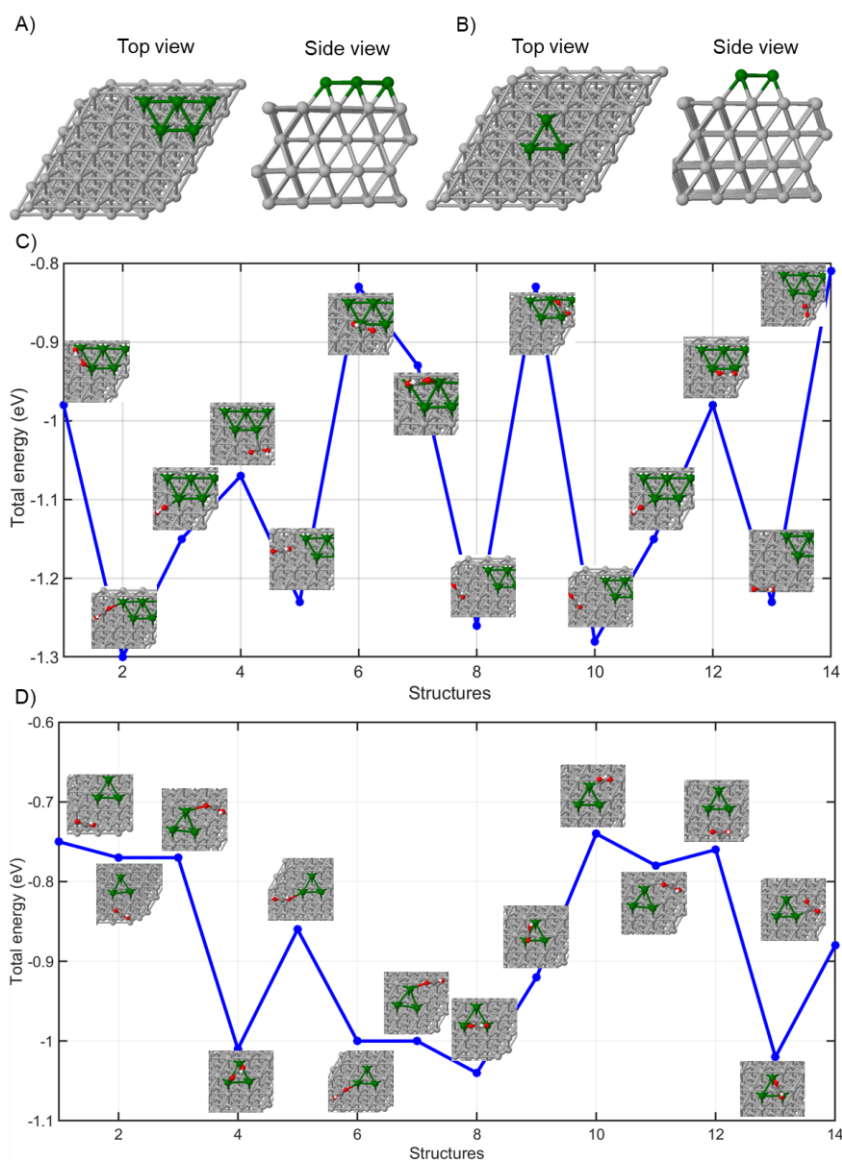 A)
B)
Top view
Side view
Top view
Side view
C)
-0.8
-0.9
-1
-1.1
-1.2
-1.3
Total energy (eV)
2
4
6
8
10
12
14
Structures
D)
-0.6
-0.7
-0.8
-0.9
-1
-1.1
Total energy (eV)
2
4
6
8
10
12
14
Structures